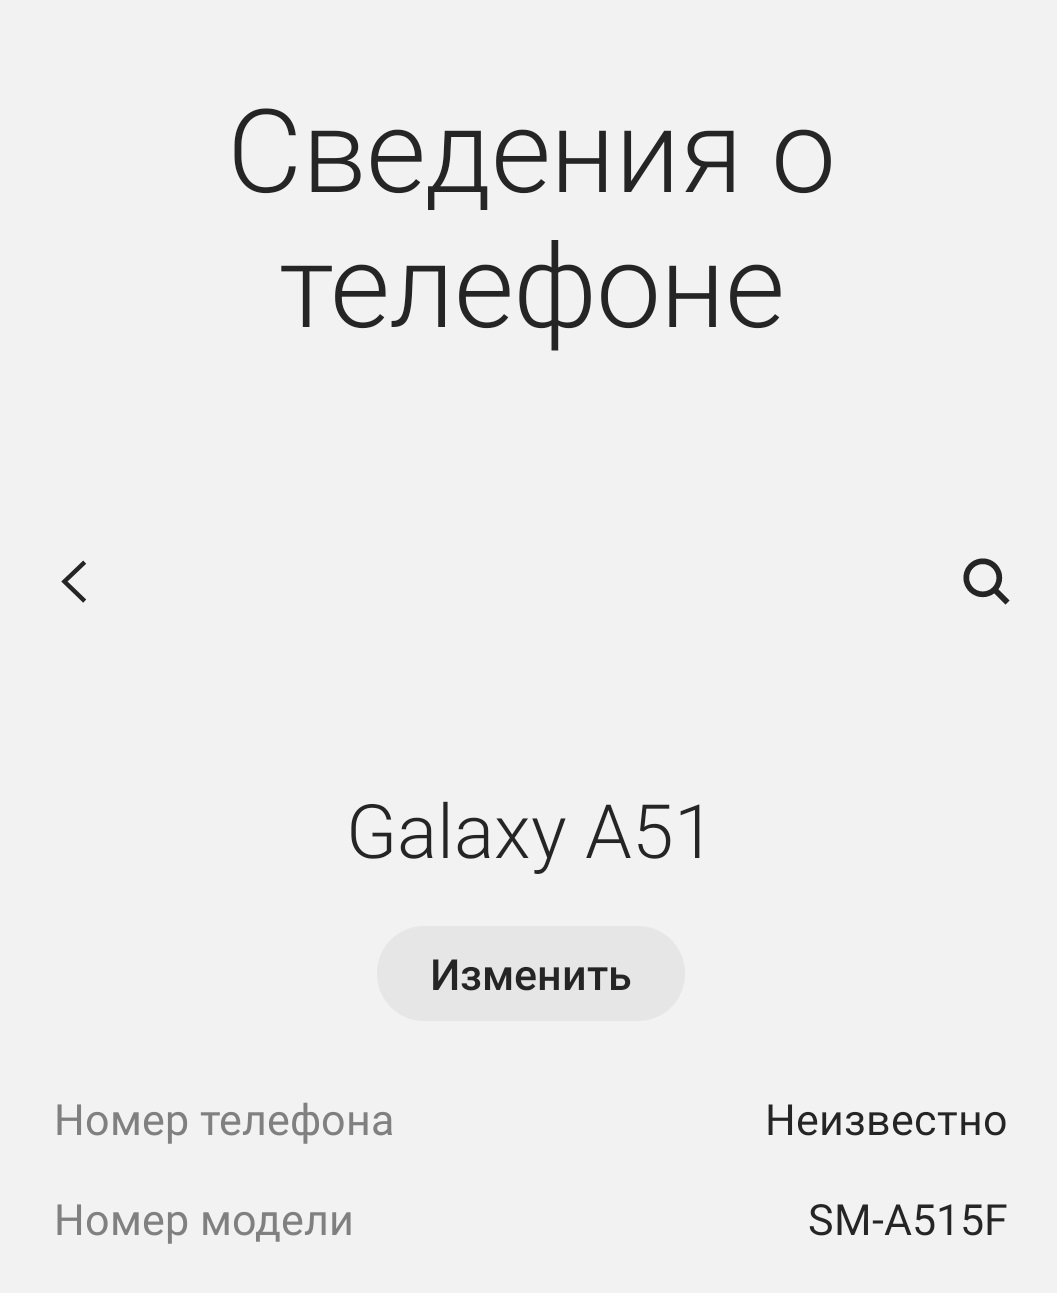 Сведения о
телефоне
Galaxy A51
Изменить
Номер телефона Неизвестно
Номер модели SM-A515F